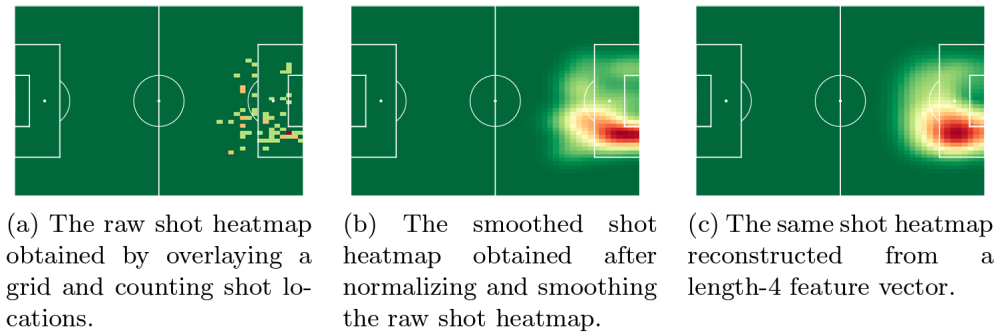 (a) The raw shot heatmap
obtained by overlaying a
grid and counting shot lo-
cations.
(b) The smoothed shot
heatmap obtained after
normalizing and smoothing
the raw shot heatmap.
(c) The same shot heatmap
reconstructed from a
length-4 feature vector.